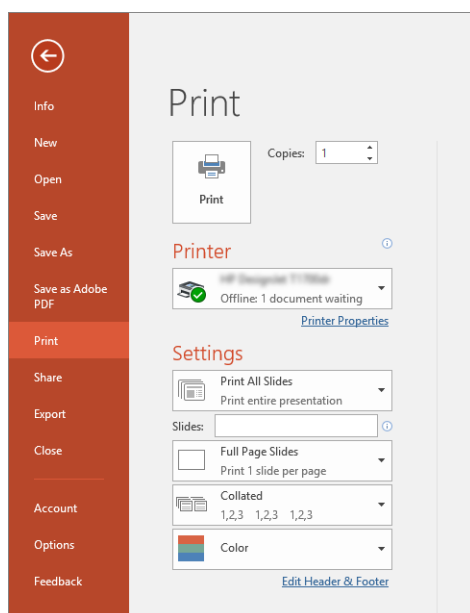 Info
New
Open
Save
Save As
Save as Adobe
PDF
Print
Share
Export
Close
Account
Options
Feedback
Print
Copies: 1
Print
Printer
Offline: 1 document waiting
Printer Properties
Settings
Print All Slides
Print entire presentation
Slides:
Full Page Slides
Print 1 slide per page
Collated
1,2,3 1,2,3 1,2,3
Color
Edit Header & Footer